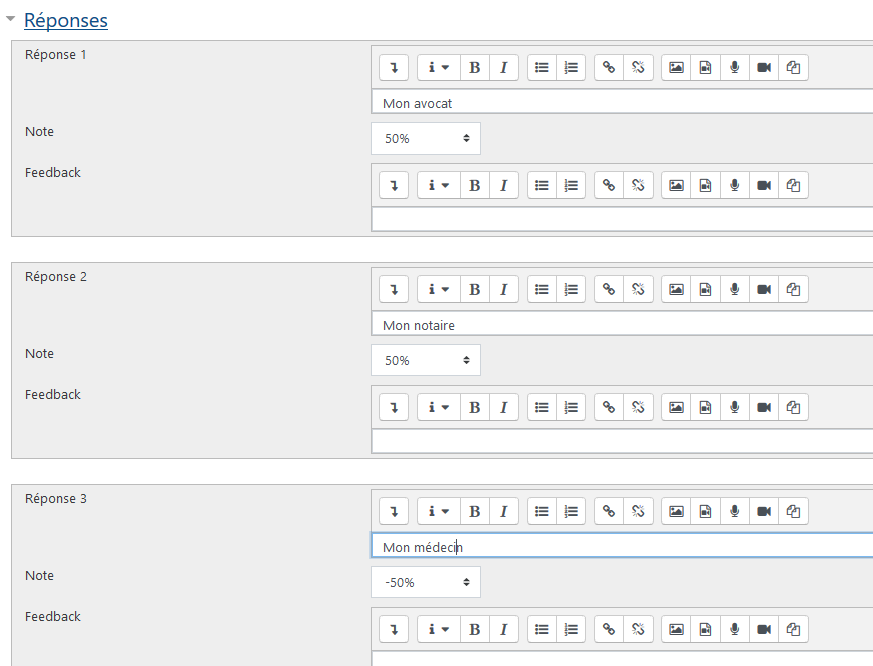 Réponses
Réponse 1
Mon avocat
Note
50%
Feedback
Réponse 2
Mon notaire
Note
50%
Feedback
Réponse 3
Mon médecin
Note
-50%
Feedback